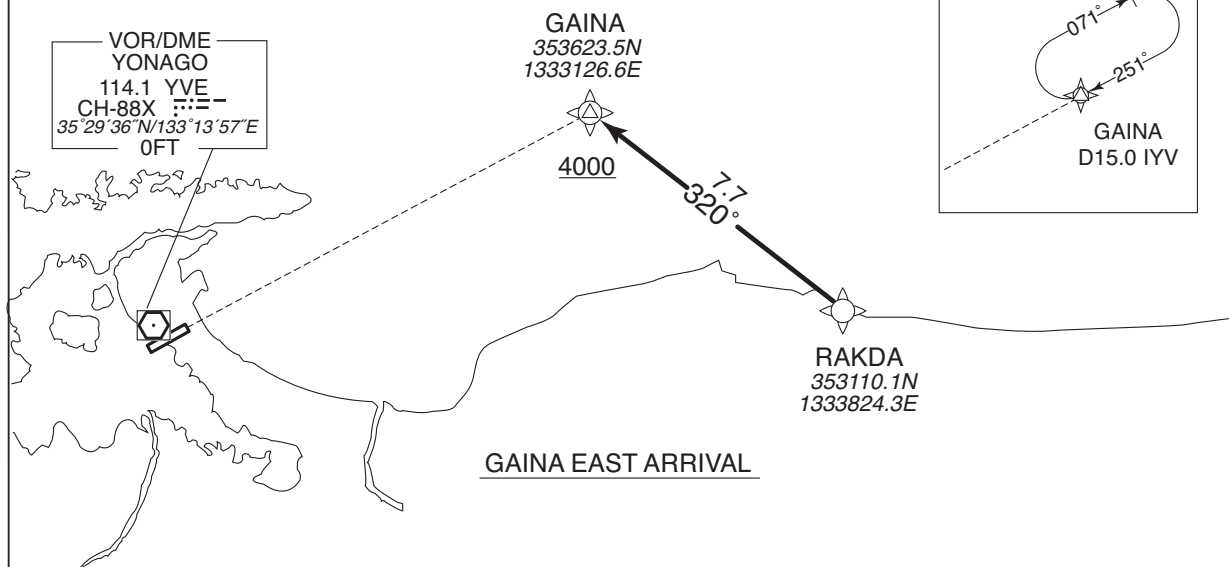 VOR/DME
YONAGO
114.1 YVE
CH-88X
35°29′36″N/133°13′57″E
0FT
GAINA
353623.5N
1333126.6E
4000
7.7
320°
071°
251°
GAINA
D15.0 IYV
RAKDA
353110.1N
1333824.3E
GAINA EAST ARRIVAL